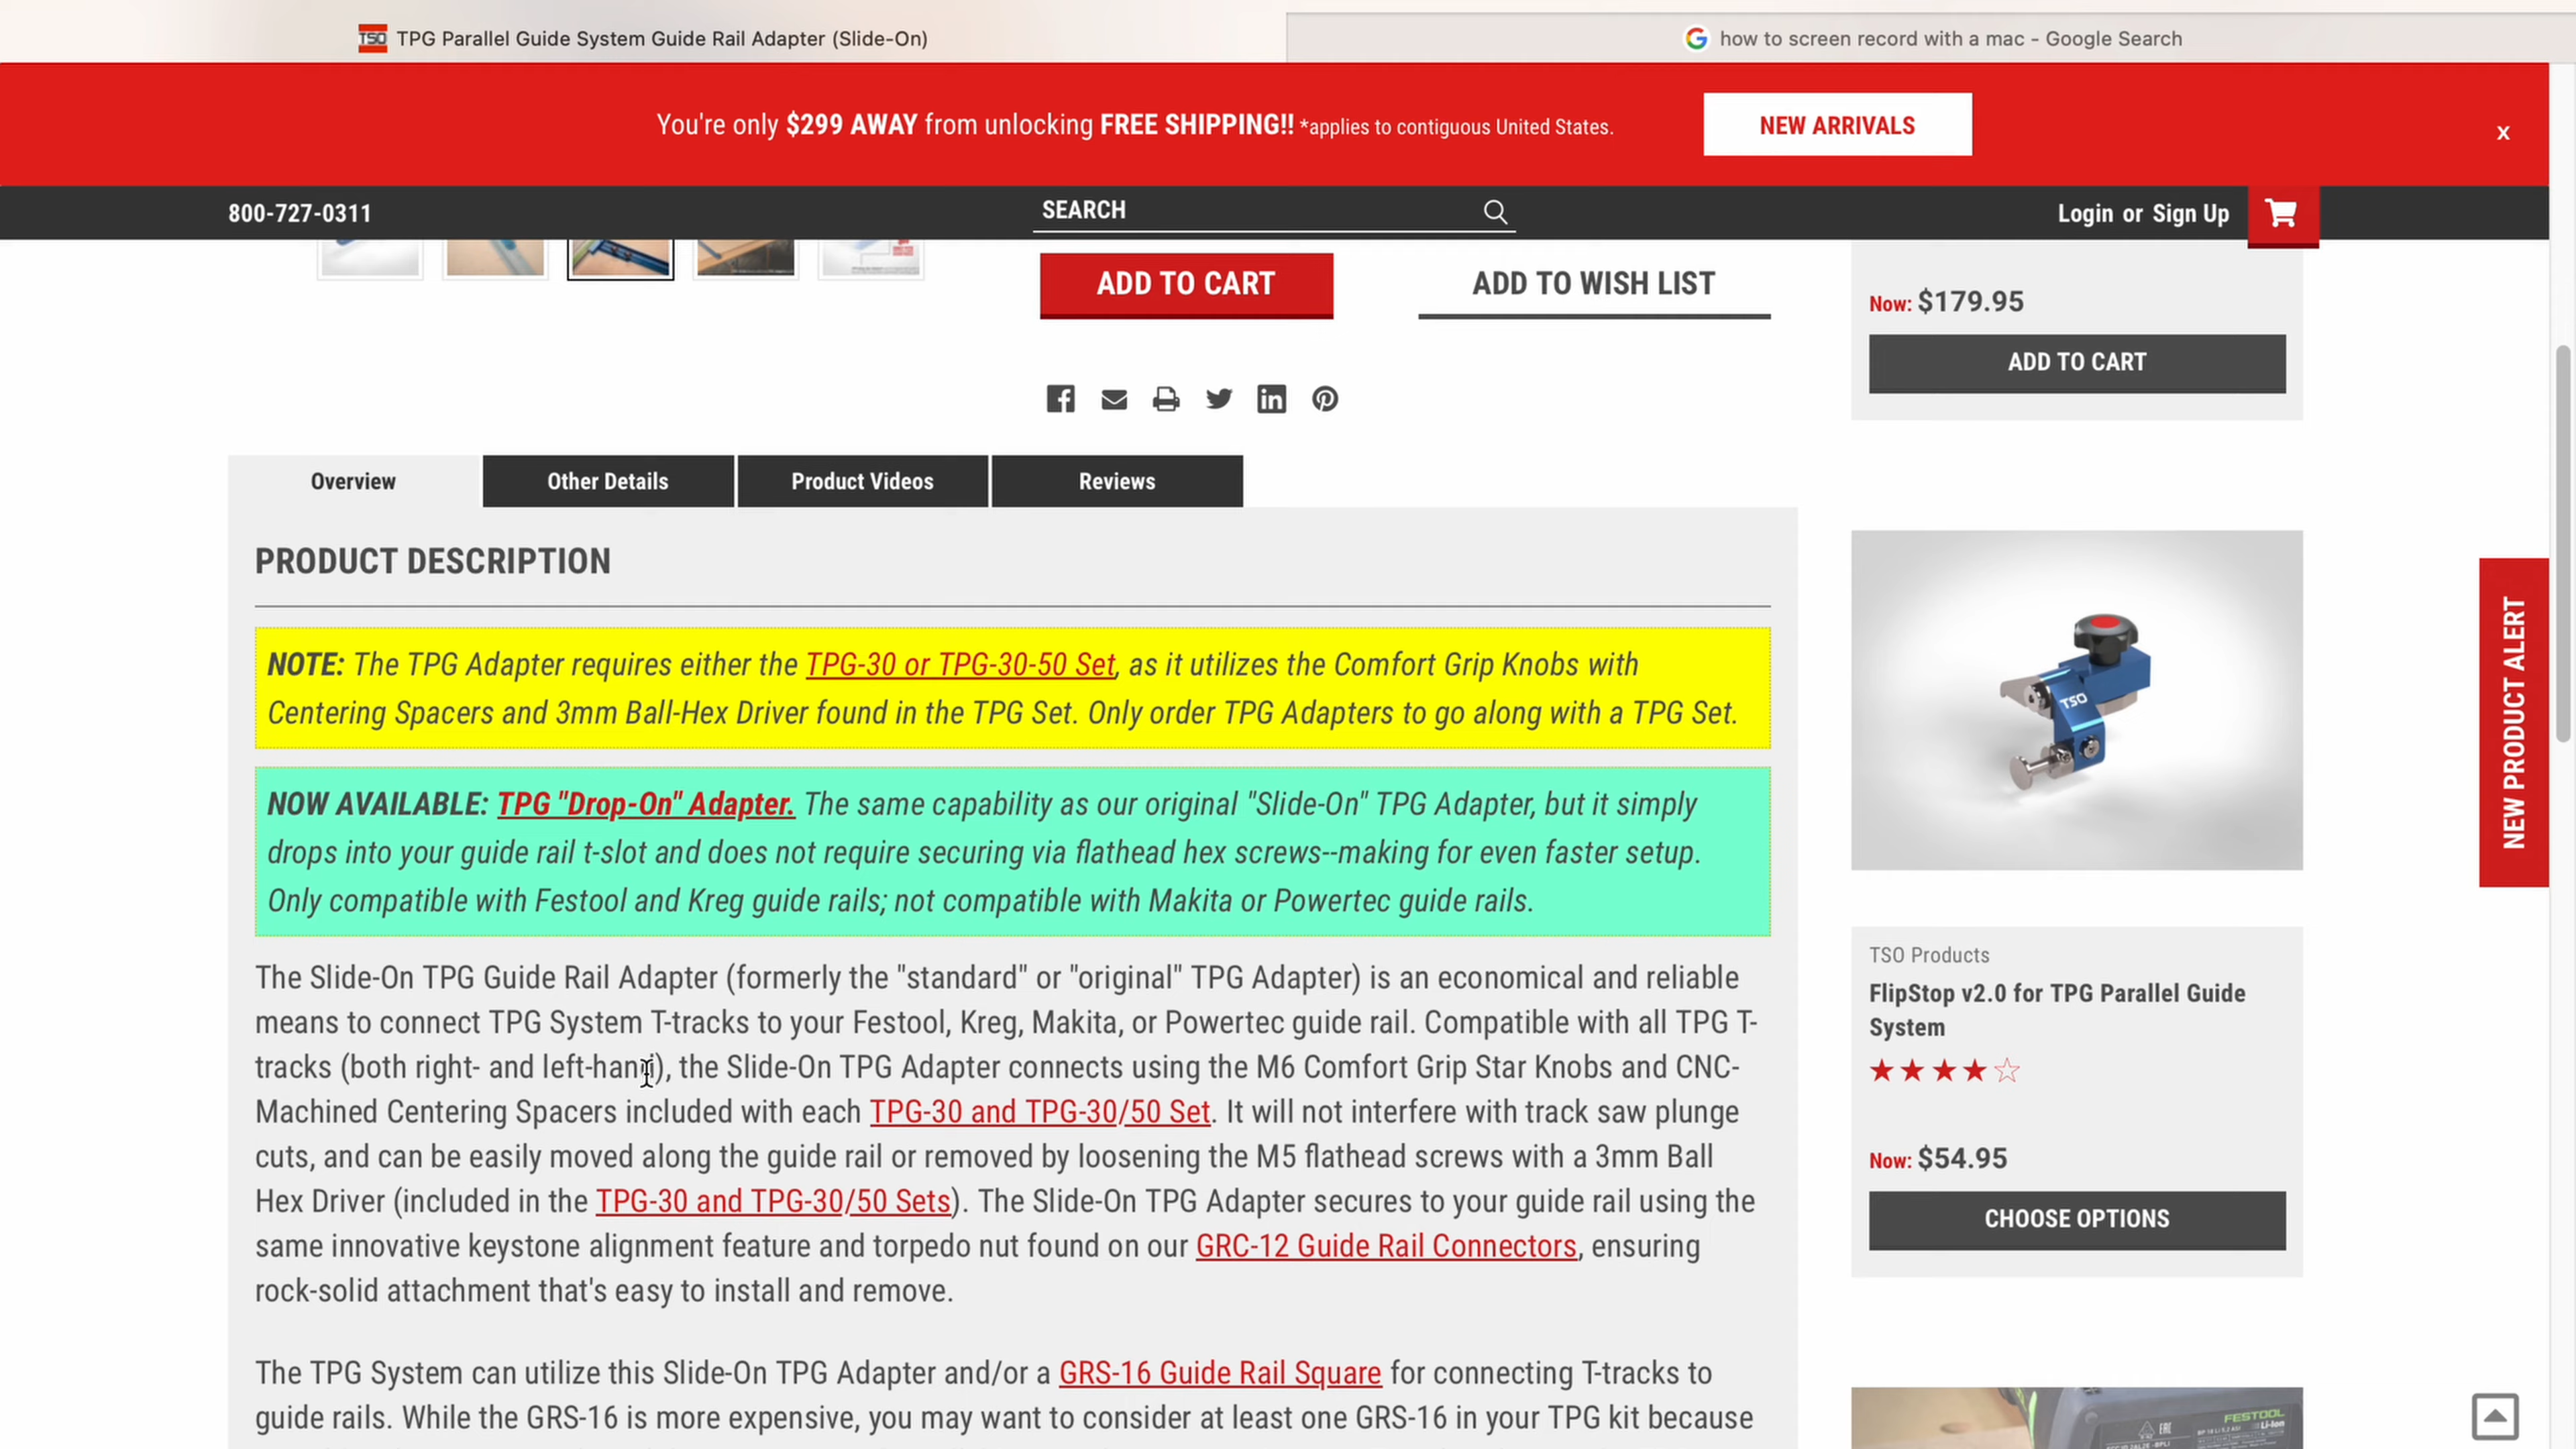 TSO TPG Parallel Guide System Guide Rail Adapter (Slide-On)
how to screen record with a mac - Google Search
You're only $299 AWAY from unlocking FREE SHIPPING!! *applies to contiguous United States.
NEW ARRIVALS
x
800-727-0311
SEARCH
Login or Sign Up
ADD TO CART
ADD TO WISH LIST
Now: $179.95
ADD TO CART
Overview
Other Details
Product Videos
Reviews
PRODUCT DESCRIPTION
NOTE: The TPG Adapter requires either the TPG-30 or TPG-30-50 Set, as it utilizes the Comfort Grip Knobs with
Centering Spacers and 3mm Ball-Hex Driver found in the TPG Set. Only order TPG Adapters to go along with a TPG Set.
NOW AVAILABLE: TPG "Drop-On" Adapter. The same capability as our original "Slide-On" TPG Adapter, but it simply
drops into your guide rail t-slot and does not require securing via flathead hex screws--making for even faster setup.
Only compatible with Festool and Kreg guide rails; not compatible with Makita or Powertec guide rails.
The Slide-On TPG Guide Rail Adapter (formerly the "standard" or "original" TPG Adapter) is an economical and reliable
means to connect TPG System T-tracks to your Festool, Kreg, Makita, or Powertec guide rail. Compatible with all TPG T-
tracks (both right- and left-hand), the Slide-On TPG Adapter connects using the M6 Comfort Grip Star Knobs and CNC-
Machined Centering Spacers included with each TPG-30 and TPG-30/50 Set. It will not interfere with track saw plunge
cuts, and can be easily moved along the guide rail or removed by loosening the M5 flathead screws with a 3mm Ball
Hex Driver (included in the TPG-30 and TPG-30/50 Sets). The Slide-On TPG Adapter secures to your guide rail using the
same innovative keystone alignment feature and torpedo nut found on our GRC-12 Guide Rail Connectors, ensuring
rock-solid attachment that's easy to install and remove.
The TPG System can utilize this Slide-On TPG Adapter and/or a GRS-16 Guide Rail Square for connecting T-tracks to
guide rails. While the GRS-16 is more expensive, you may want to consider at least one GRS-16 in your TPG kit because
TSO
TSO Products
FlipStop v2.0 for TPG Parallel Guide
System
Now: $54.95
CHOOSE OPTIONS
FESTOOL
Li-Ion
NEW PRODUCT ALERT